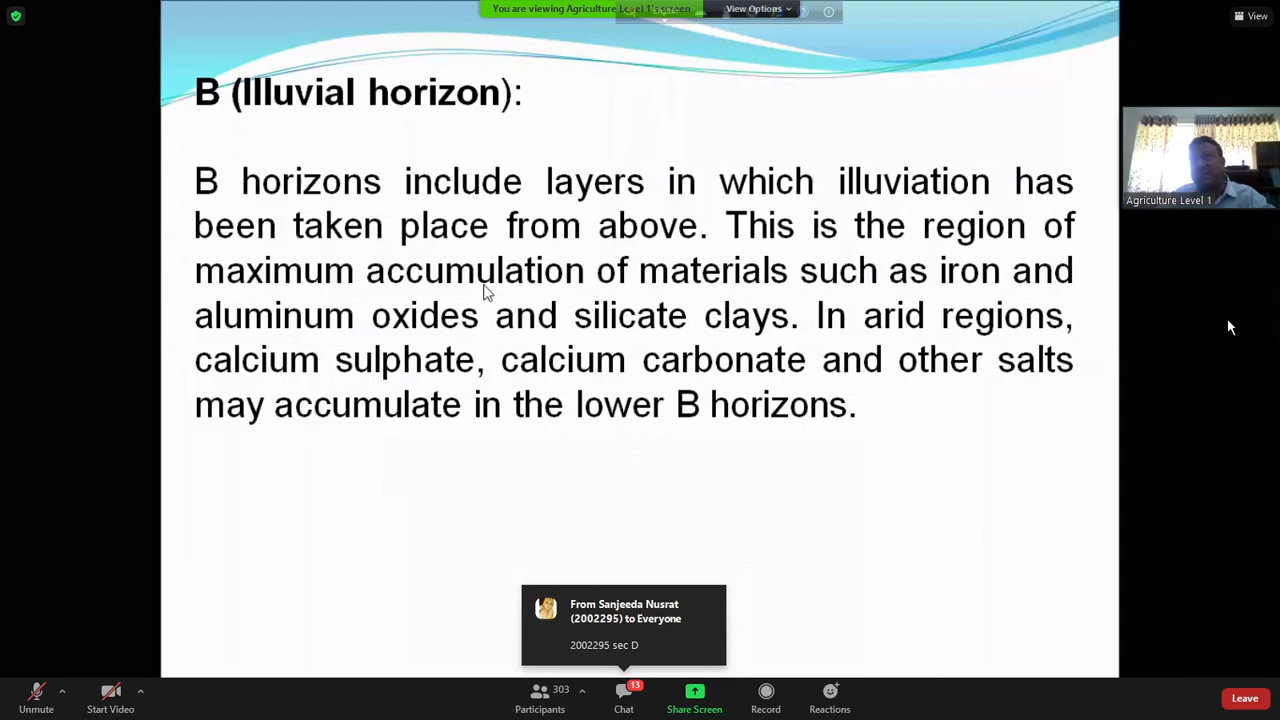 You are viewing Agriculture Level 1's screen
View Options
View
B (Illuvial horizon):
B horizons include layers in which illuviation has
been taken place from above. This is the region of
maximum accumulation of materials such as iron and
aluminum oxides and silicate clays. In arid regions,
calcium sulphate, calcium carbonate and other salts
may accumulate in the lower B horizons.
Agriculture Level 1
From Sanjeeda Nusrat
(2002295) to Everyone
2002295 sec D
Unmute
Start Video
303
Participants
13
Chat
Share Screen
Record
Reactions
Leave